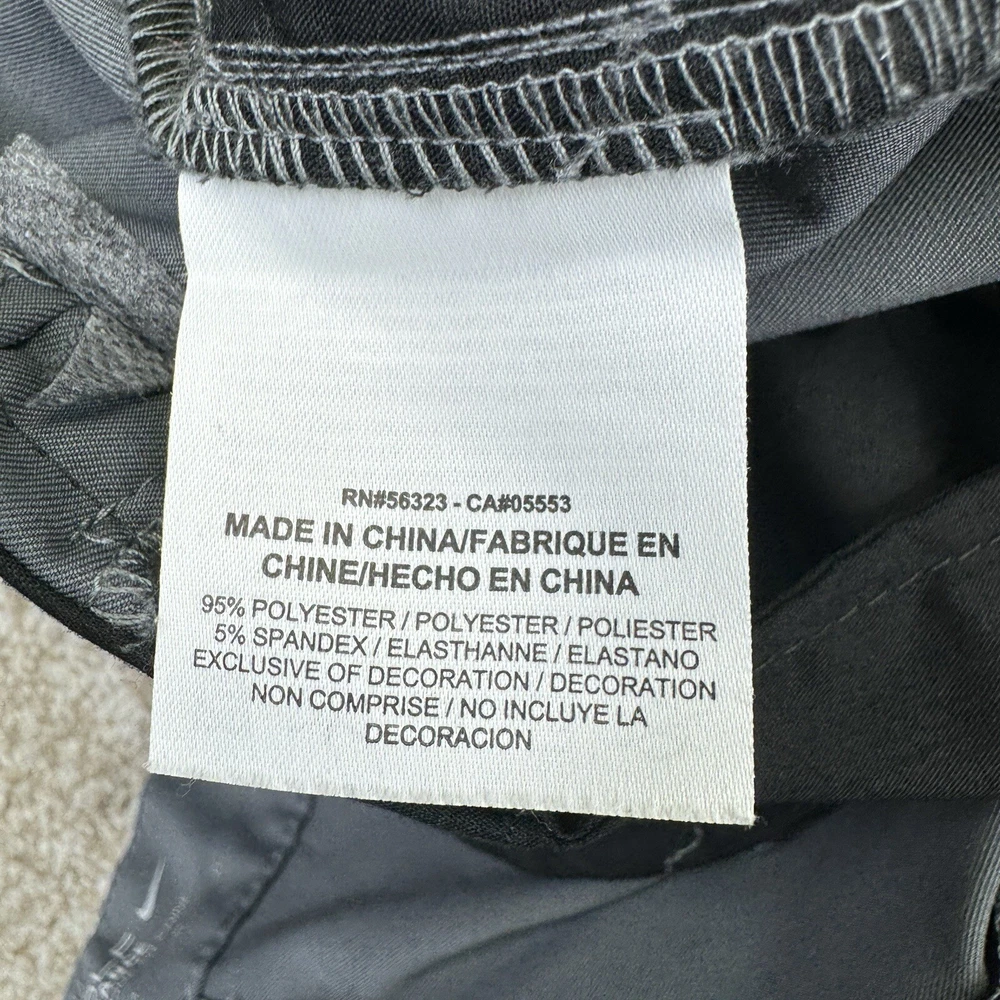 RN#56323 - CA#05553
MADE IN CHINA/FABRIQUE EN
CHINE/HECHO EN CHINA
95% POLYESTER / POLYESTER / POLIESTER
5% SPANDEX / ELASTHANNE / ELASTANO
EXCLUSIVE OF DECORATION / DECORATION
NON COMPRISE / NO INCLUYE LA
DECORACION